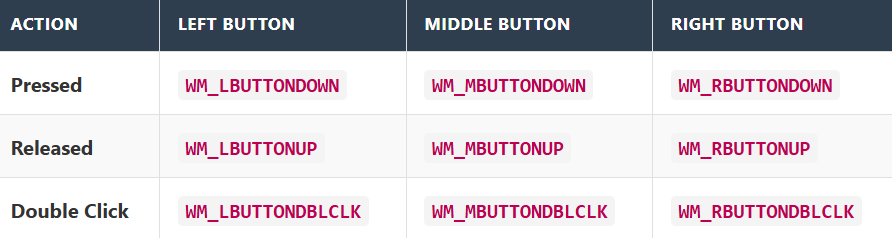 ACTION LEFT BUTTON MIDDLE BUTTON RIGHT BUTTON
Pressed WM_LBUTTONDOWN WM_MBUTTONDOWN WM_RBUTTONDOWN
Released WM_LBUTTONUP WM_MBUTTONUP WM_RBUTTONUP
Double Click WM_LBUTTONDBLCLK WM_MBUTTONDBLCLK WM_RBUTTONDBLCLK